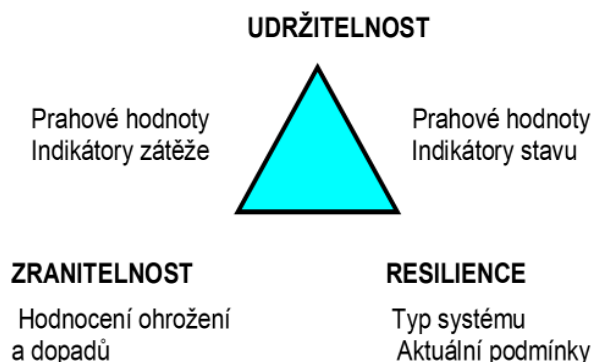 UDRŽITELNOST
Prahové hodnoty
Indikátory zátěže
Prahové hodnoty
Indikátory stavu
ZRANITELNOST
Hodnocení ohrožení
a dopadů
RESILIENCE
Typ systému
Aktuální podmínky